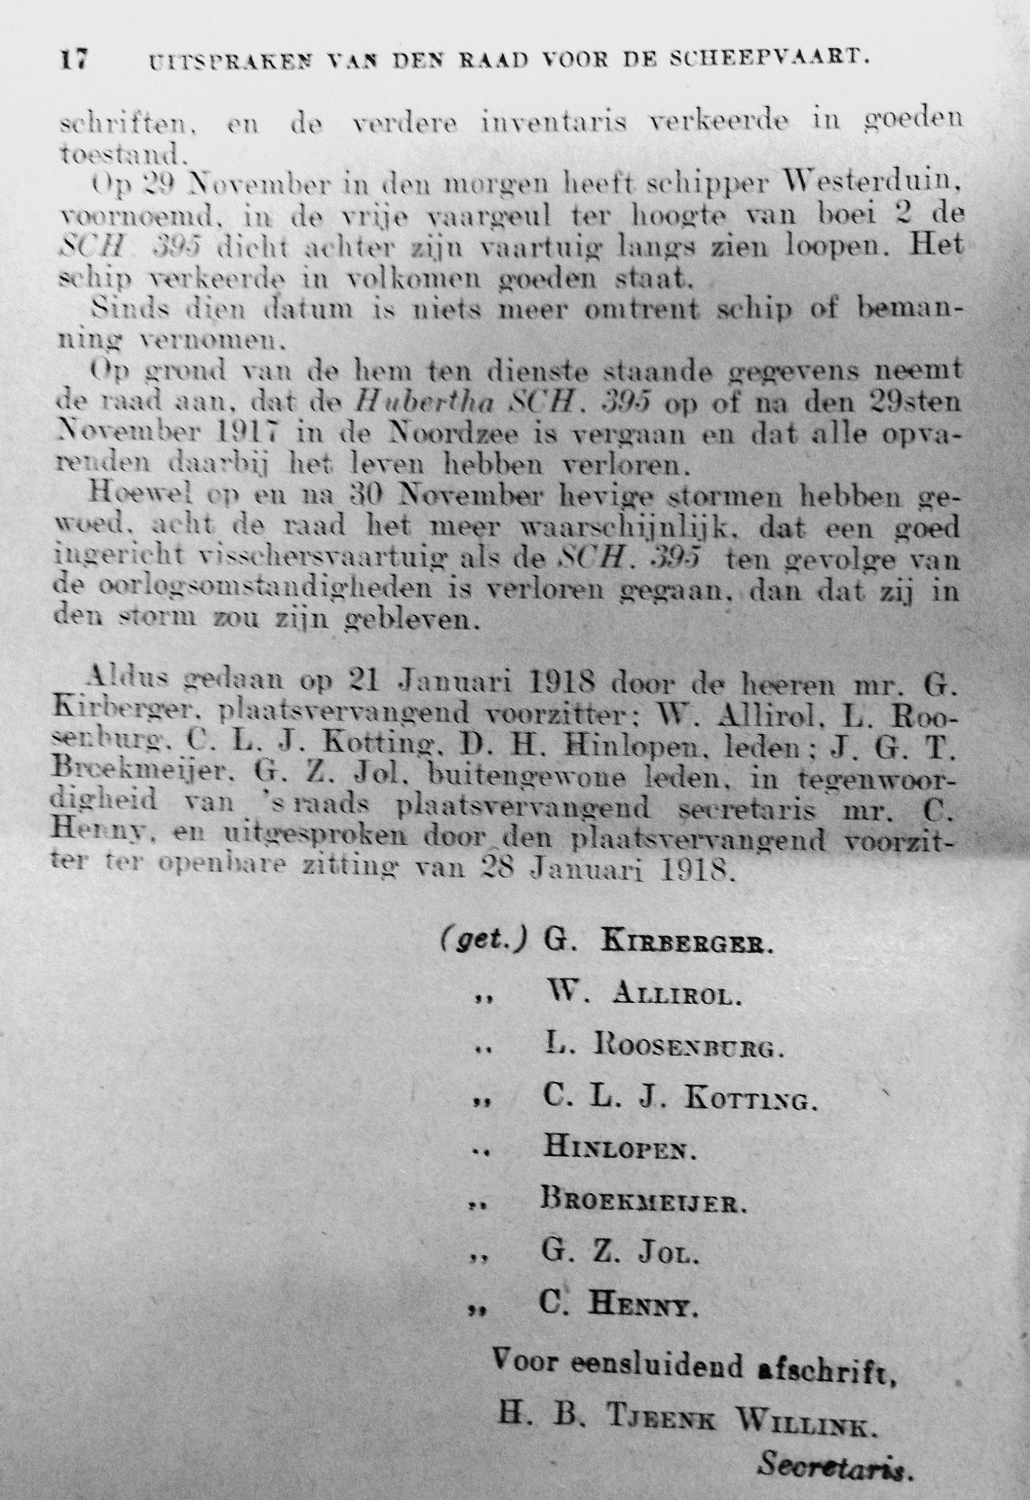 17 UITSPRAKEN VAN DEN RAAD VOOR DE SCHEEPVAART.
schriften, en de verdere inventaris verkeerde in goeden
toestand.
Op 29 November in den morgen heeft schipper Westerduin,
voornoemd, in de vrije vaargeul ter hoogte van boei 2 de
SCH. 395 dicht achter zijn vaartuig langs zien loopen. Het
schip verkeerde in volkomen goeden staat.
Sinds dien datum is niets meer omtrent schip of beman-
ning vernomen.
Op grond van de hem ten dienste staande gegevens neemt
de raad aan, dat de Hubertha SCH. 395 op of na den 29sten
November 1917 in de Noordzee is vergaan en dat alle opva-
renden daarbij het leven hebben verloren.
Hoewel op en na 30 November hevige stormen hebben ge-
woed, acht de raad het meer waarschijnlijk, dat een goed
ingericht visschersvaartuig als de SCH. 395 ten gevolge van
de oorlogsomstandigheden is verloren gegaan, dan dat zij in
den storm zou zijn gebleven.
Aldus gedaan op 21 Januari 1918 door de heeren mr. G.
Kirberger, plaatsvervangend voorzitter; W. Allirol, L. Roo-
senburg, C. L. J. Kotting, D. H. Hinlopen, leden; J. G. T.
Broekmeijer, G. Z. Jol, buitengewone leden, in tegenwoor-
digheid van 's raads plaatsvervangend secretaris mr. C.
Henny, en uitgesproken door den plaatsvervangend voorzit-
ter ter openbare zitting van 28 Januari 1918.
(get.) G. KIRBERGER.
,, W. ALLIROL.
,, L. ROOSENBURG.
,, C. L. J. KOTTING.
,, HINLOPEN.
,, BROEKMEIJER.
,, G. Z. JOL.
,, C. HENNY.
Voor eensluidend afschrift,
H. B. TJEENK WILLINK.
Secretaris.